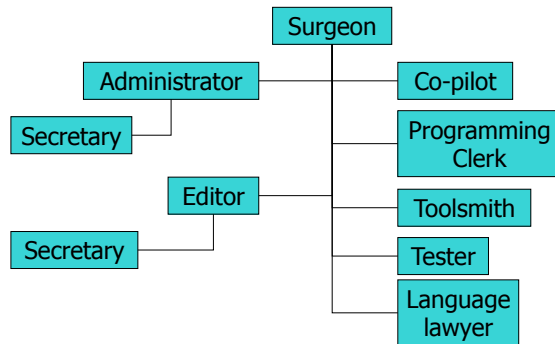 Surgeon
Administrator
Co-pilot
Secretary
Programming
Clerk
Editor
Toolsmith
Secretary
Tester
Language
lawyer